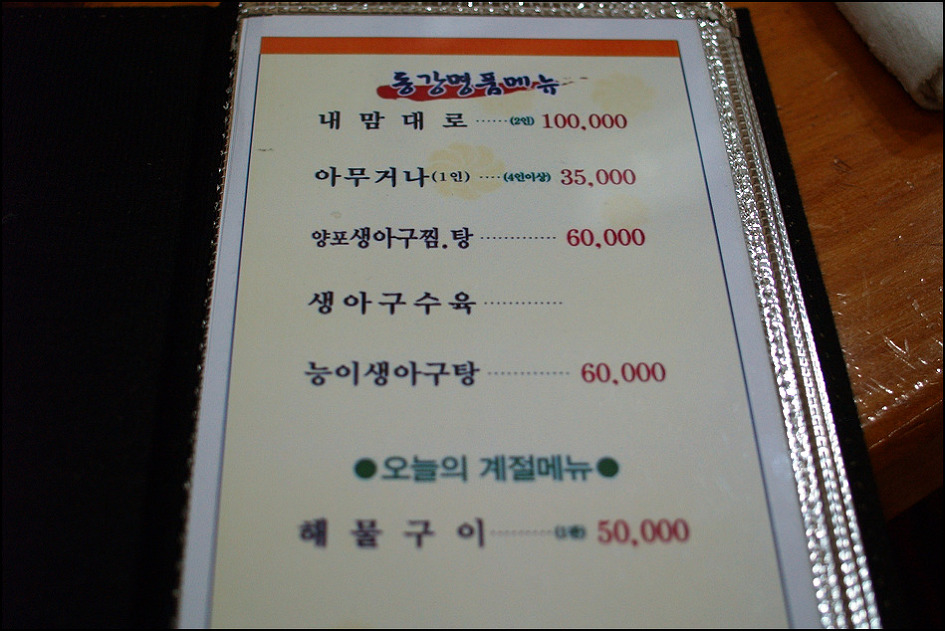 동강명품메뉴
내 맘 대 로 ······(2인) 100,000
아무거나(1인) ····(4인이상) 35,000
양포생아구찜.탕 ············· 60,000
생아구수육 ·············
능이생아구탕 ············· 60,000
●오늘의 계절메뉴●
해 물 구 이 ·········· 50,000